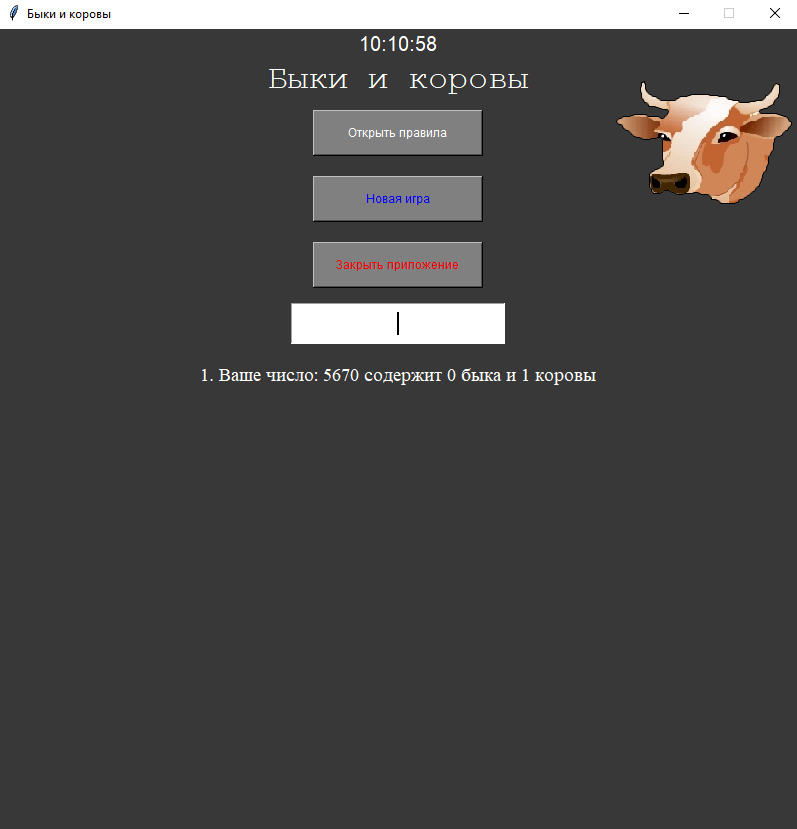 Быки и коровы
10:10:58
Быки и коровы
Открыть правила
Новая игра
Закрыть приложение
1. Ваше число: 5670 содержит 0 быка и 1 коровы